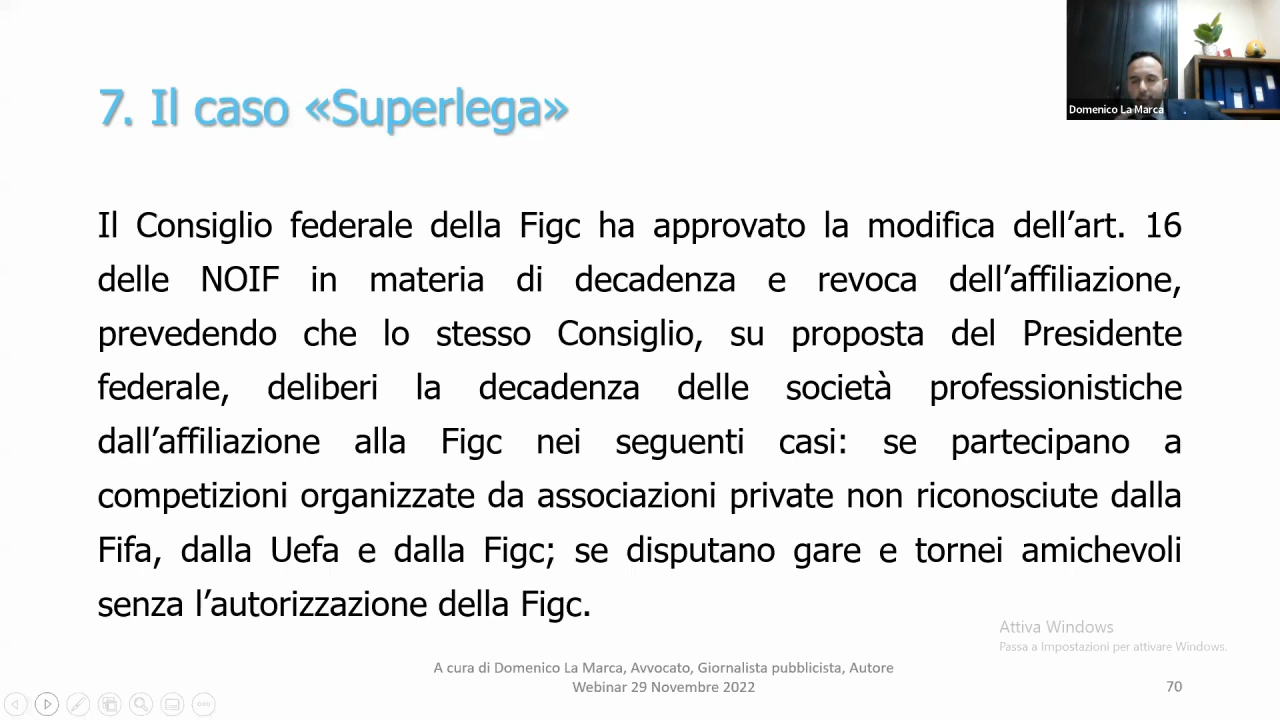 Domenico La Marca
7. Il caso «Superlega»
Il Consiglio federale della Figc ha approvato la modifica dell’art. 16
delle NOIF in materia di decadenza e revoca dell’affiliazione,
prevedendo che lo stesso Consiglio, su proposta del Presidente
federale, deliberi la decadenza delle società professionistiche
dall’affiliazione alla Figc nei seguenti casi: se partecipano a
competizioni organizzate da associazioni private non riconosciute dalla
Fifa, dalla Uefa e dalla Figc; se disputano gare e tornei amichevoli
senza l’autorizzazione della Figc.
Attiva Windows
Passa a Impostazioni per attivare Windows.
A cura di Domenico La Marca, Avvocato, Giornalista pubblicista, Autore
Webinar 29 Novembre 2022
70